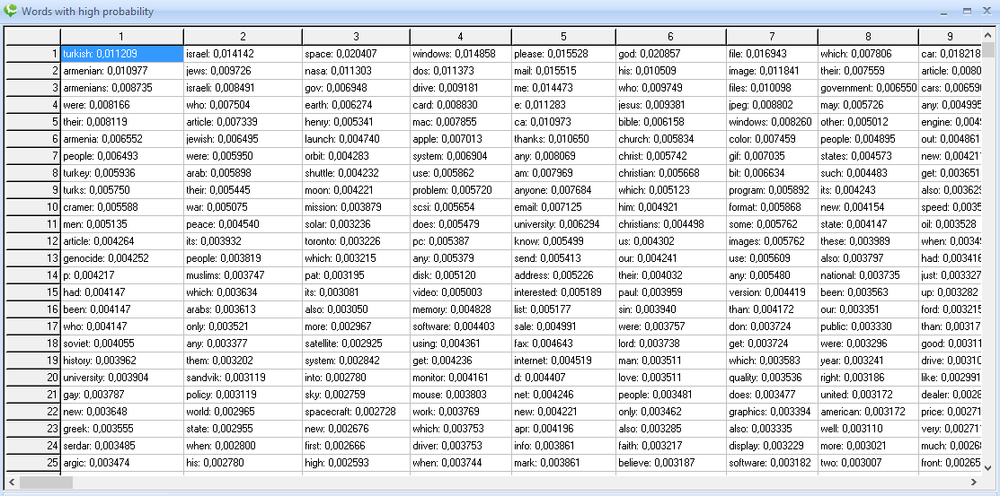 Words with high probability
1 2 3 4 5 6 7 8 9
1 turkish: 0,011209 israel: 0,014142 space: 0,020407 windows: 0,014858 please: 0,015528 god: 0,020857 file: 0,016943 which: 0,007806 car: 0,018218
2 armenian: 0,010977 jews: 0,009726 nasa: 0,011303 dos: 0,011373 mail: 0,015515 his: 0,010509 image: 0,011841 their: 0,007559 article: 0,0080
3 armenians: 0,008735 israeli: 0,008491 gov: 0,006948 drive: 0,009181 me: 0,014473 who: 0,009749 files: 0,010098 government: 0,006550 cars: 0,00659
4 were: 0,008166 who: 0,007504 earth: 0,006274 card: 0,008830 e: 0,011283 jesus: 0,009381 jpeg: 0,008802 may: 0,005726 any: 0,004995
5 their: 0,008119 article: 0,007339 henry: 0,005341 mac: 0,007855 ca: 0,010973 bible: 0,006158 windows: 0,008260 other: 0,005012 engine: 0,004
6 armenia: 0,006552 jewish: 0,006495 launch: 0,004740 apple: 0,007013 thanks: 0,010650 church: 0,005834 color: 0,007459 people: 0,004895 out: 0,004861
7 people: 0,006493 were: 0,005950 orbit: 0,004283 system: 0,006904 any: 0,008069 christ: 0,005742 gif: 0,007035 states: 0,004573 new: 0,00421
8 turkey: 0,005936 arab: 0,005898 shuttle: 0,004232 use: 0,005862 am: 0,007969 christian: 0,005668 bit: 0,006634 such: 0,004483 get: 0,003651
9 turks: 0,005750 their: 0,005445 moon: 0,004221 problem: 0,005720 anyone: 0,007684 which: 0,005123 program: 0,005892 its: 0,004243 also: 0,00362
10 cramer: 0,005588 war: 0,005075 mission: 0,003879 scsi: 0,005654 email: 0,007125 him: 0,004921 format: 0,005868 new: 0,004154 speed: 0,003
11 men: 0,005135 peace: 0,004540 solar: 0,003236 does: 0,005479 university: 0,006294 christians: 0,004498 some: 0,005762 state: 0,004147 oil: 0,003528
12 article: 0,004264 its: 0,003932 toronto: 0,003226 pc: 0,005387 know: 0,005499 us: 0,004302 images: 0,005762 these: 0,003989 when: 0,0034
13 genocide: 0,004252 people: 0,003819 which: 0,003215 any: 0,005379 send: 0,005413 our: 0,004241 use: 0,005609 also: 0,003797 had: 0,003416
14 p: 0,004217 muslims: 0,003747 pat: 0,003195 disk: 0,005120 address: 0,005226 their: 0,004032 any: 0,005480 national: 0,003735 just: 0,003327
15 had: 0,004147 which: 0,003634 its: 0,003081 video: 0,005003 interested: 0,005189 paul: 0,003959 version: 0,004419 been: 0,003563 up: 0,003282
16 been: 0,004147 arabs: 0,003613 also: 0,003050 memory: 0,004828 list: 0,005177 sin: 0,003940 than: 0,004172 our: 0,003351 ford: 0,003215
17 who: 0,004147 only: 0,003521 more: 0,002967 software: 0,004403 sale: 0,004991 were: 0,003757 don: 0,003724 public: 0,003330 than: 0,00317
18 soviet: 0,004055 any: 0,003377 satellite: 0,002925 using: 0,004361 fax: 0,004643 lord: 0,003738 get: 0,003724 were: 0,003296 good: 0,00311
19 history: 0,003962 them: 0,003202 system: 0,002842 get: 0,004236 internet: 0,004519 man: 0,003511 which: 0,003583 year: 0,003241 drive: 0,00310
20 university: 0,003904 sandvik: 0,003119 into: 0,002780 monitor: 0,004161 d: 0,004407 love: 0,003511 quality: 0,003536 right: 0,003186 like: 0,002991
21 gay: 0,003787 policy: 0,003119 sky: 0,002759 mouse: 0,003803 net: 0,004246 people: 0,003481 does: 0,003477 united: 0,003172 dealer: 0,0028
22 new: 0,003648 world: 0,002965 spacecraft: 0,002728 work: 0,003769 new: 0,004221 only: 0,003462 graphics: 0,003394 american: 0,003172 price: 0,00271
23 greek: 0,003555 state: 0,002955 new: 0,002676 which: 0,003753 apr: 0,004196 also: 0,003285 also: 0,003335 well: 0,003110 very: 0,00271
24 serdar: 0,003485 when: 0,002800 first: 0,002666 driver: 0,003753 info: 0,003861 faith: 0,003217 display: 0,003229 more: 0,003021 much: 0,0026
25 argic: 0,003474 his: 0,002780 high: 0,002593 when: 0,003744 mark: 0,003861 believe: 0,003187 software: 0,003182 two: 0,003007 front: 0,00265